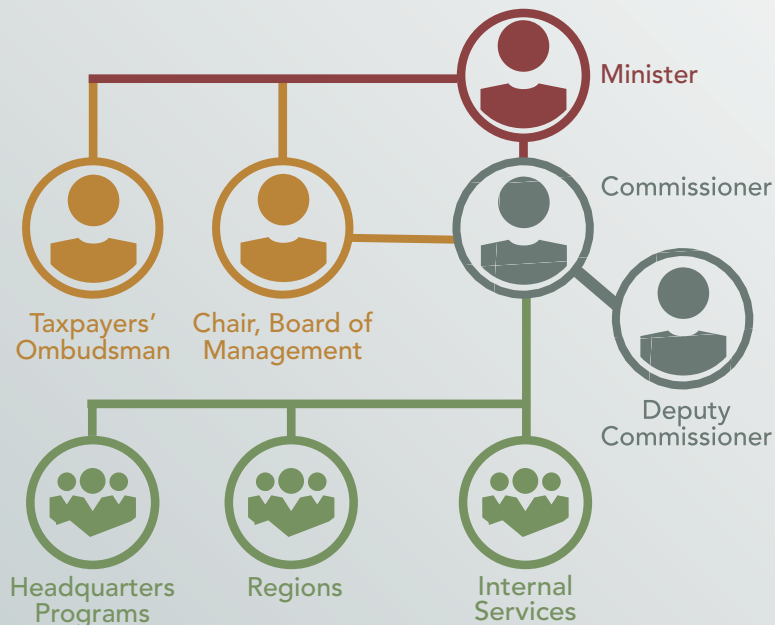 Minister
Commissioner
Taxpayers’
Ombudsman
Chair, Board of
Management
Deputy
Commissioner
Headquarters
Programs
Regions
Internal
Services